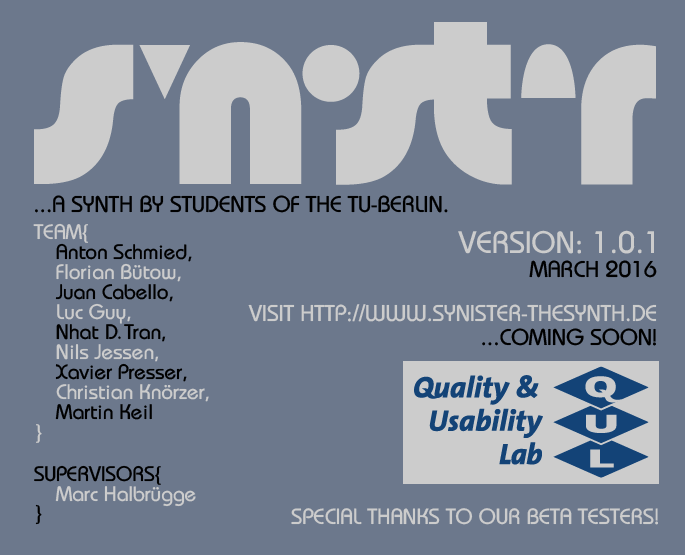 s'n•st'r
...A SYNTH BY STUDENTS OF THE TU-BERLIN.
TEAM{
Anton Schmied,
Florian Bütow,
Juan Cabello,
Luc Guy,
Nhat D. Tran,
Nils Jessen,
Xavier Presser,
Christian Knörzer,
Martin Keil
}
SUPERVISORS{
Marc Halbrügge
}
VERSION: 1.0.1
MARCH 2016
VISIT HTTP://WWW.SYNISTER-THESYNTH.DE
...COMING SOON!
Quality & Q
Usability U
Lab L
SPECIAL THANKS TO OUR BETA TESTERS!